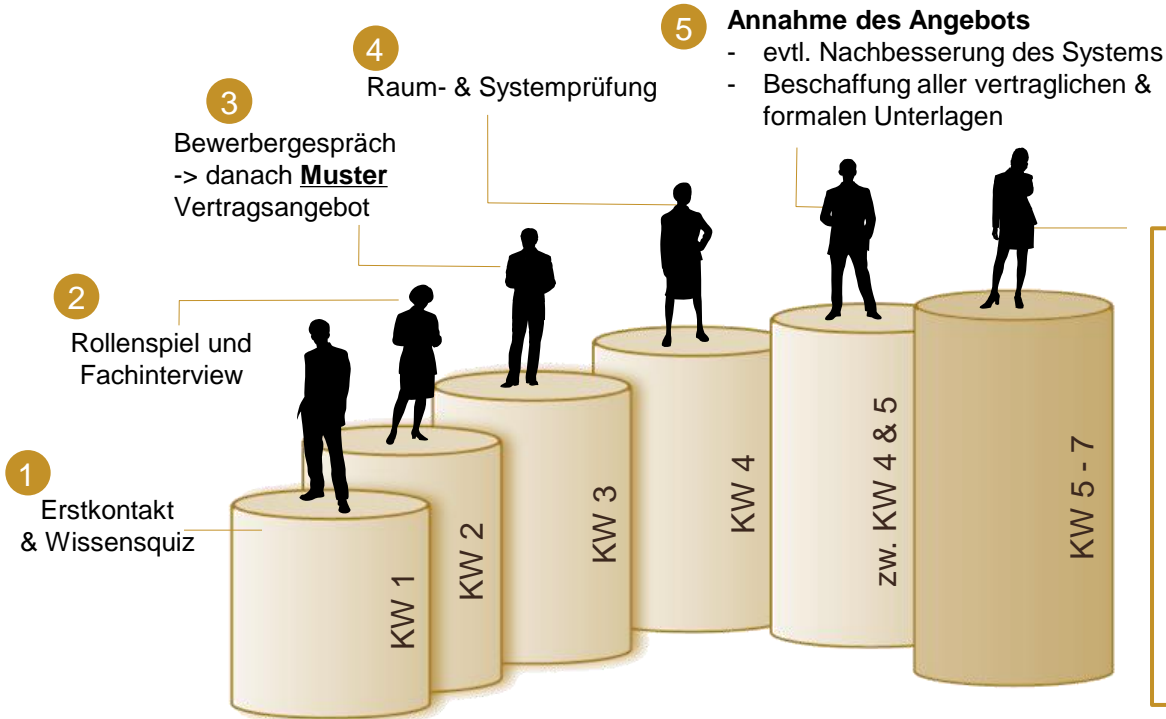 1
Erstkontakt
& Wissensquiz
2
Rollenspiel und
Fachinterview
3
Bewerbergespräch
-> danach Muster
Vertragsangebot
4
Raum- & Systemprüfung
5
Annahme des Angebots
- evtl. Nachbesserung des Systems
- Beschaffung aller vertraglichen &
formalen Unterlagen
KW 1
KW 2
KW 3
KW 4
zw. KW 4 & 5
KW 5 - 7